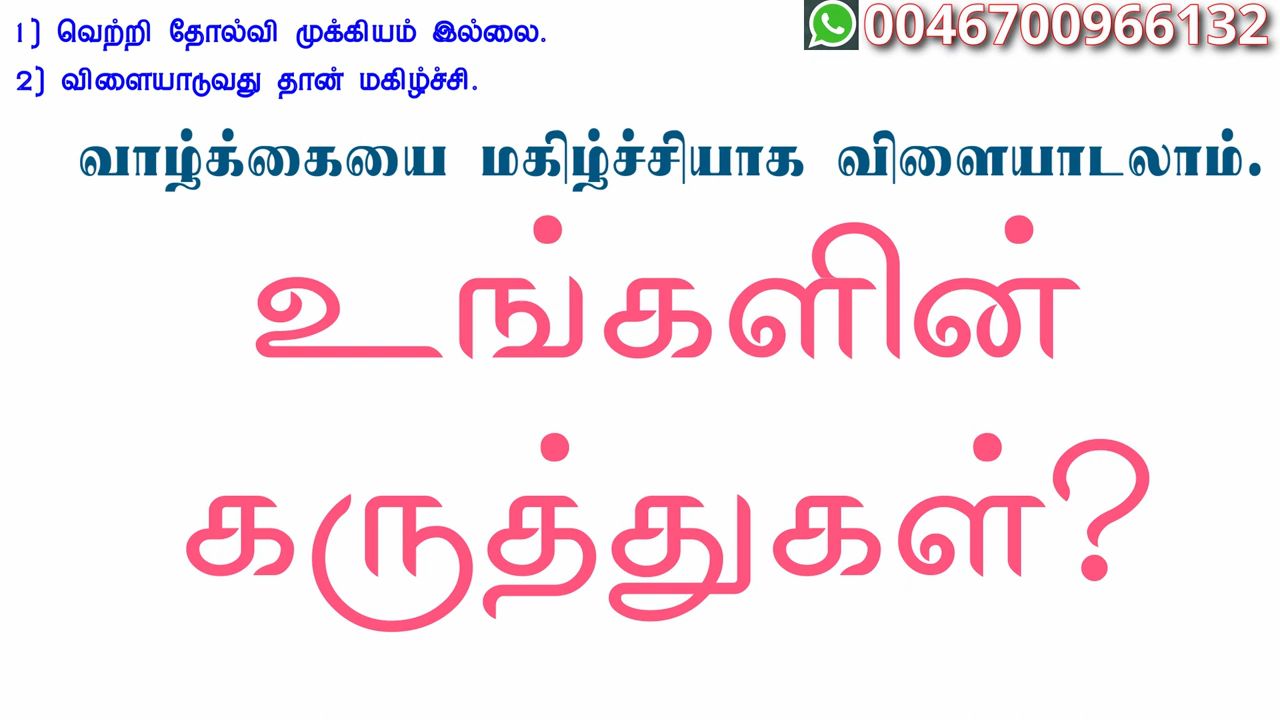 1) வெற்றி தோல்வி முக்கியம் இல்லை.
0046700966132
2) விளையாடுவது தான் மகிழ்ச்சி.
வாழ்க்கையை மகிழ்ச்சியாக விளையாடலாம்.
உங்களின்
கருத்துகள்?